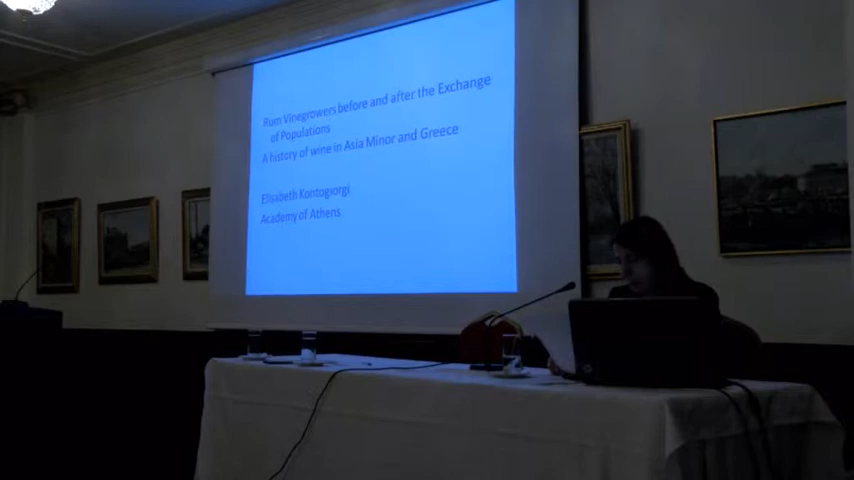 Rum Vinegrowers before and after the Exchange
of Populations
A history of wine in Asia Minor and Greece
Elisabeth Kontogiorgi
Academy of Athens